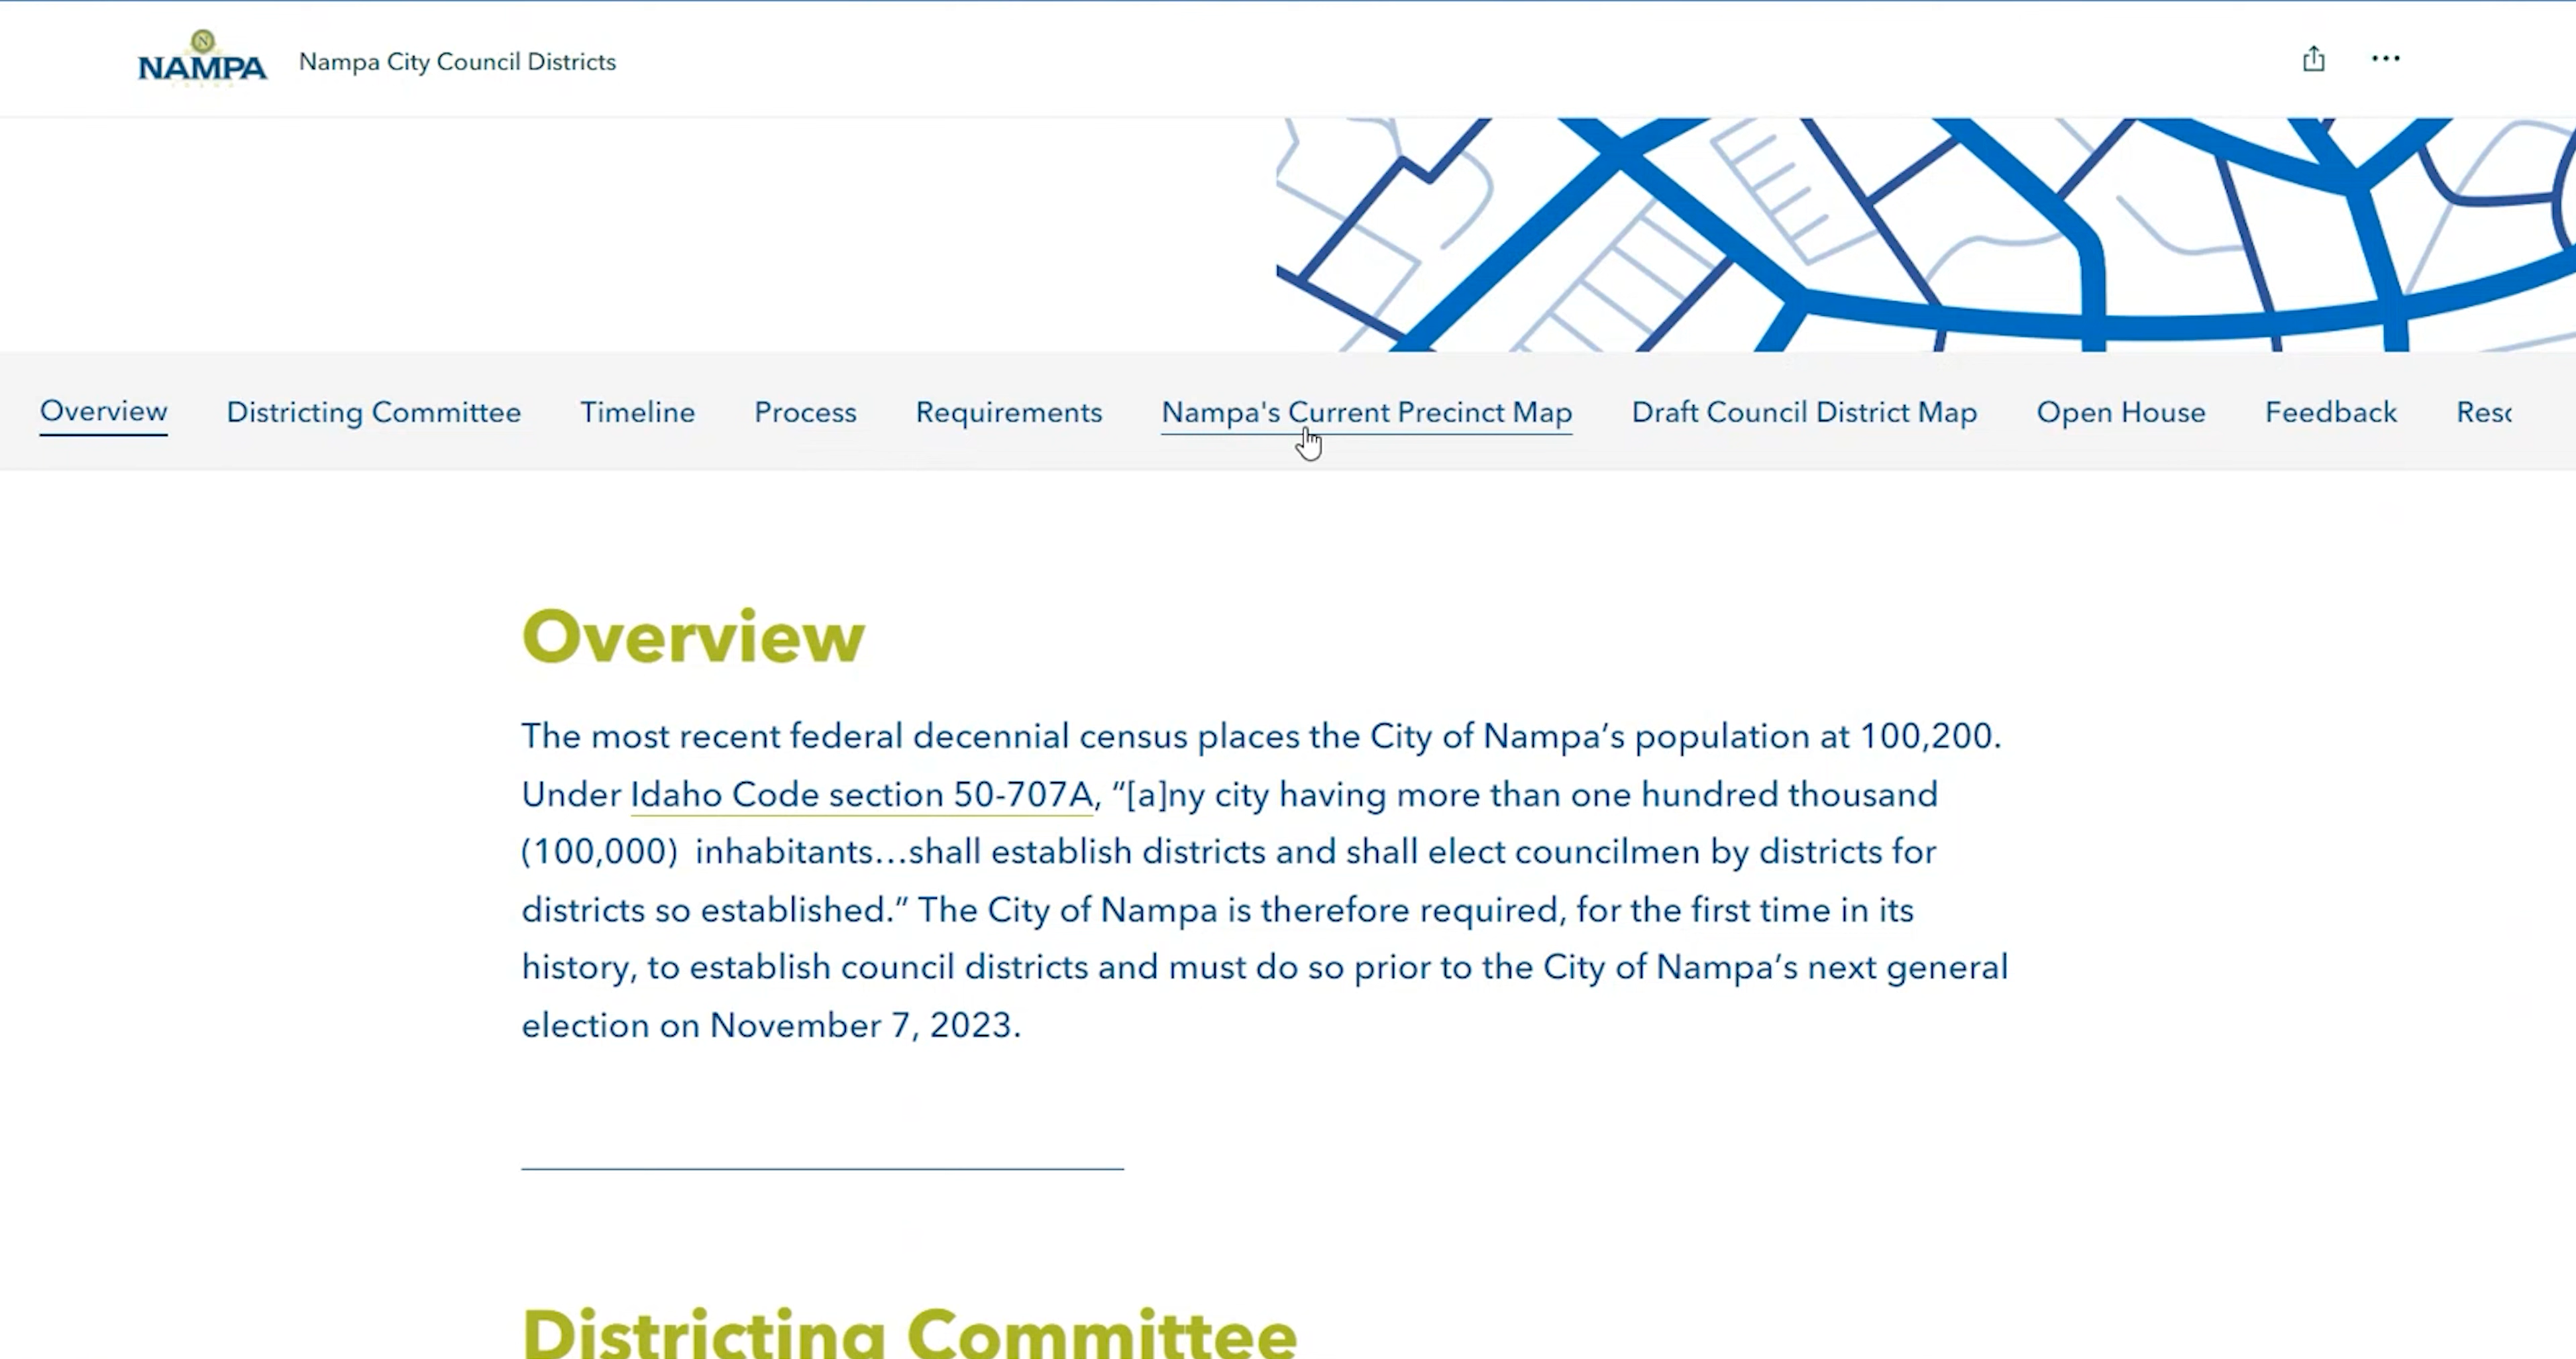 N
NAMPA
Nampa City Council Districts
Overview Districting Committee Timeline Process Requirements Nampa's Current Precinct Map Draft Council District Map Open House Feedback
Overview
The most recent federal decennial census places the City of Nampa’s population at 100,200.
Under Idaho Code section 50-707A, “[a]ny city having more than one hundred thousand
(100,000) inhabitants…shall establish districts and shall elect councilmen by districts for
districts so established.” The City of Nampa is therefore required, for the first time in its
history, to establish council districts and must do so prior to the City of Nampa’s next general
election on November 7, 2023.
Districting Committee